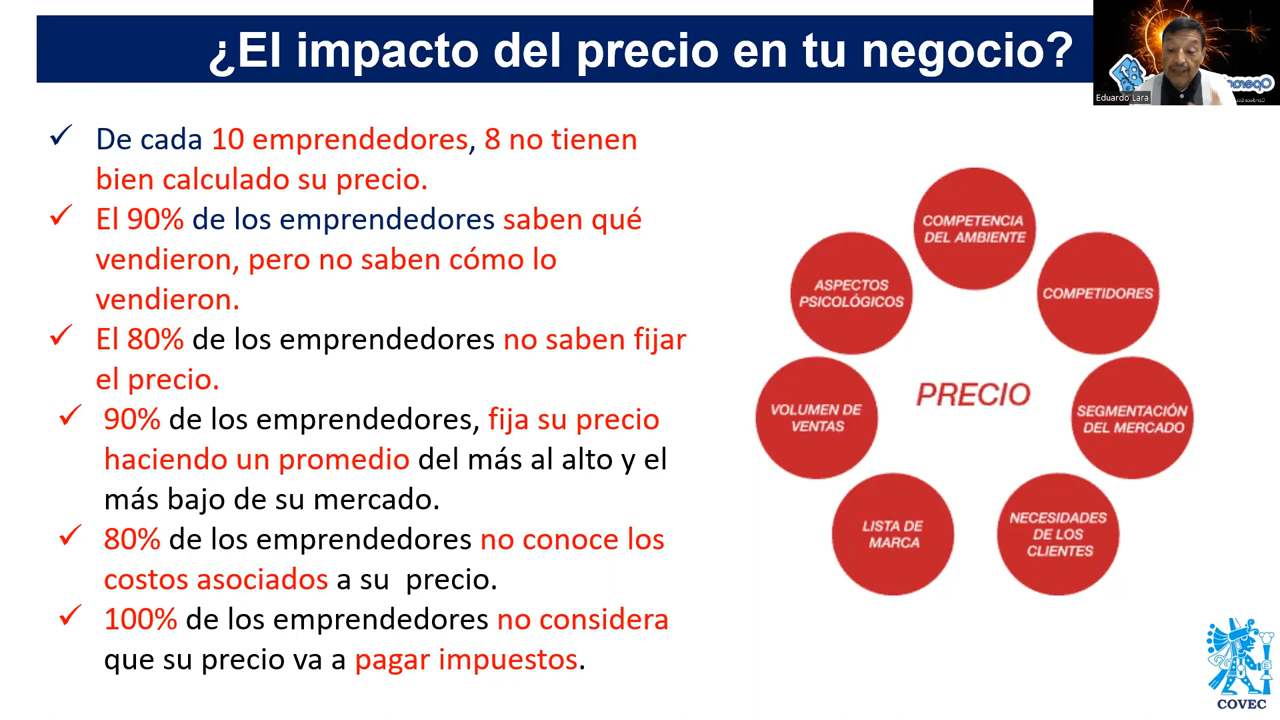 ¿El impacto del precio en tu negocio?
Eduardo Lara
De cada 10 emprendedores, 8 no tienen
bien calculado su precio.
El 90% de los emprendedores saben qué
vendieron, pero no saben cómo lo
vendieron.
El 80% de los emprendedores no saben fijar
el precio.
90% de los emprendedores, fija su precio
haciendo un promedio del más al alto y el
más bajo de su mercado.
80% de los emprendedores no conoce los
costos asociados a su precio.
100% de los emprendedores no considera
que su precio va a pagar impuestos.
COMPETENCIA
DEL AMBIENTE
ASPECTOS
PSICOLÓGICOS
COMPETIDORES
PRECIO
VOLUMEN DE
VENTAS
SEGMENTACIÓN
DEL MERCADO
LISTA DE
MARCA
NECESIDADES
DE LOS
CLIENTES
COVEC